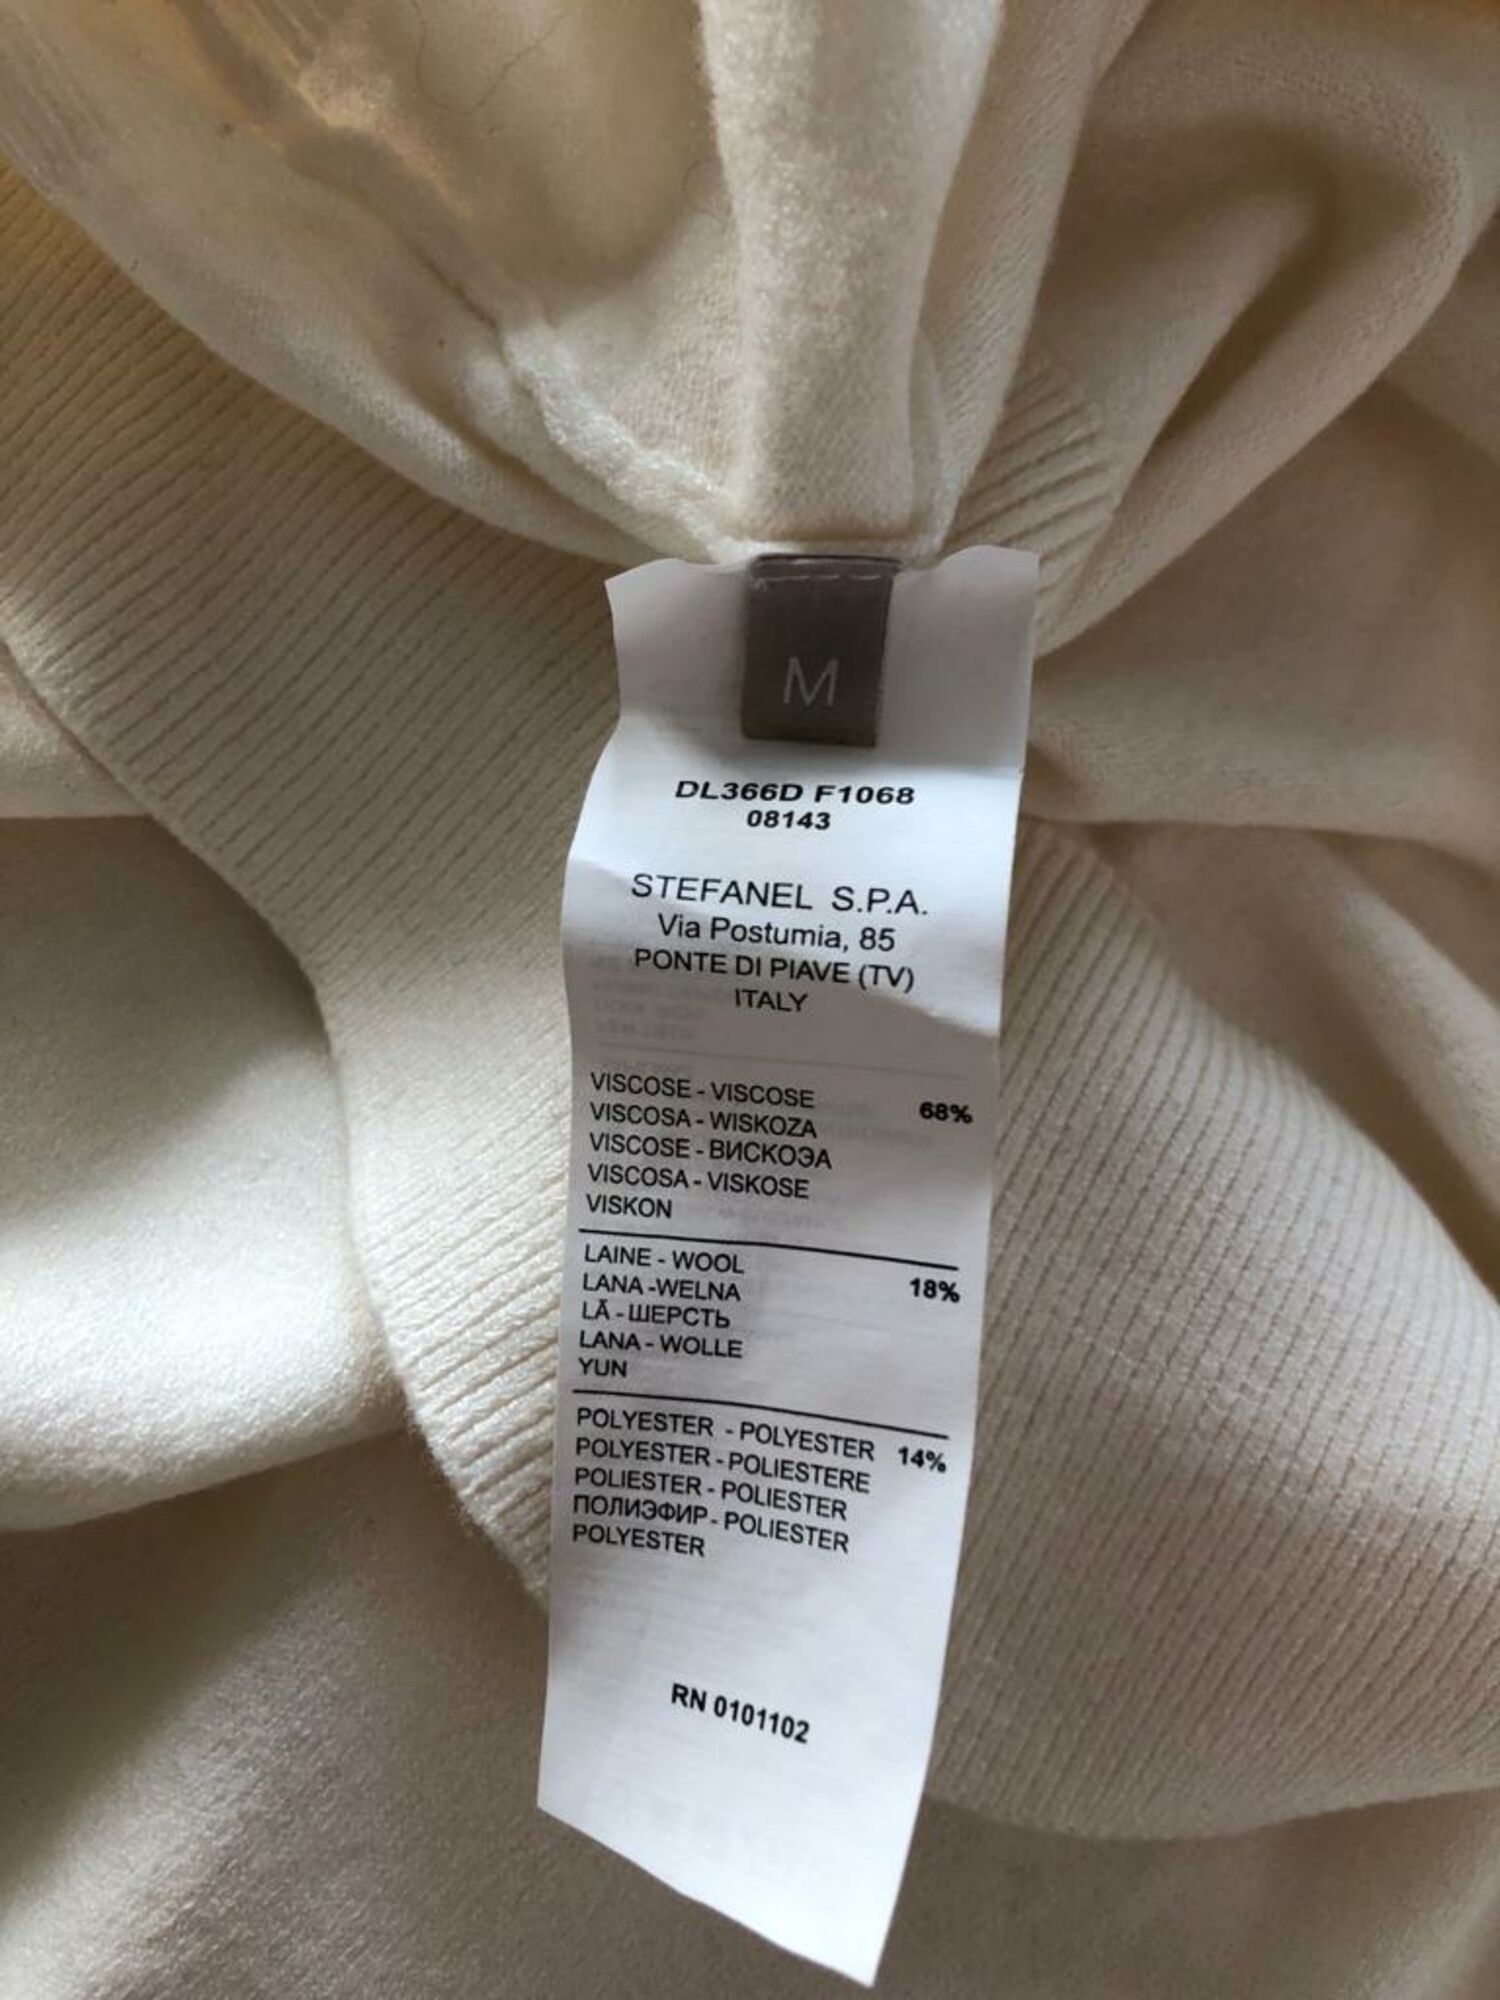 M
DL366D F1068
08143
STEFANEL S.P.A.
Via Postumia, 85
PONTE DI PIAVE (TV)
ITALY
VISCOSE - VISCOSE 68%
VISCOSA - WISKOZA
VISCOSE - ВИСКОЭА
VISCOSA - VISKOSE
VISKON
LAINE - WOOL 18%
LANA -WELNA
LÃ - ШЕРСТЬ
LANA - WOLLE
YUN
POLYESTER - POLYESTER 14%
POLYESTER - POLIESTERE
POLIESTER - POLIESTER
ПОЛИЭФИР - POLIESTER
POLYESTER
RN 0101102